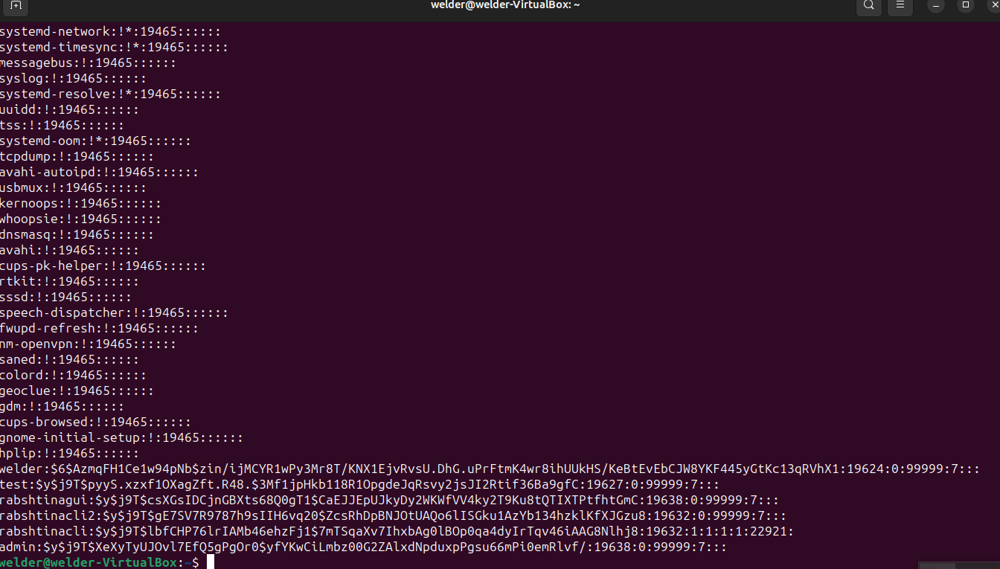 welder@welder-VirtualBox: ~
systemd-network:!*:19465::::::
systemd-timesync:!*:19465::::::
messagebus:!:19465::::::
syslog:!:19465::::::
systemd-resolve:!*:19465::::::
uuidd:!:19465::::::
tss:!:19465::::::
systemd-oom:!*:19465::::::
tcpdump:!:19465::::::
avahi-autoipd:!:19465::::::
usbmux:!:19465::::::
kernoops:!:19465::::::
whoopsie:!:19465::::::
dnsmasq:!:19465::::::
avahi:!:19465::::::
cups-pk-helper:!:19465::::::
rtkit:!:19465::::::
sssd:!:19465::::::
speech-dispatcher:!:19465::::::
fwupd-refresh:!:19465::::::
nm-openvpn:!:19465::::::
saned:!:19465::::::
colord:!:19465::::::
geoclue:!:19465::::::
gdm:!:19465::::::
cups-browsed:!:19465::::::
gnome-initial-setup:!:19465::::::
hplip:!:19465::::::
welder:$6$AzmqFH1Ce1w94pNb$zin/ijMCYR1wPy3Mr8T/KNX1EjvRvsU.DhG.uPrFtmK4wr8ihUUkHS/KeBtEvEbCJW8YKF445yGtKc13qRVhX1:19624:0:99999:7:::
test:$y$j9T$pyyS.xzxf1OXagZft.R48.$3Mf1jpHkb118R1OpgdeJqRsvy2jsJI2Rtif36Ba9gfC:19627:0:99999:7:::
rabshtinagui:$y$j9T$csXGsIDCjnGBXts68Q0gT1$CaEJJEpUJkyDy2WKWfVV4ky2T9Ku8tQTIXTPtfhtGmC:19638:0:99999:7:::
rabshtinacli2:$y$j9T$gE7SV7R9787h9sIIH6vq20$ZcsRhDpBNJOtUAQo6lISGku1AzYb134hzklKfXJGzu8:19632:0:99999:7:::
rabshtinacli:$y$j9T$lbfCHP76lrIAMb46ehzFj1$7mTSqaXv7IhxbAg0lBOp0qa4dyIrTqv46iAAG8Nlhj8:19632:1:1:1:1:22921:
admin:$y$j9T$XeXyTyUJOvl7EfQ5gPgOr0$yfYKwCiLmbz00G2ZAlxdNpduxpPgsu66mPi0emRlvf/:19638:0:99999:7:::
welder@welder-VirtualBox:~$